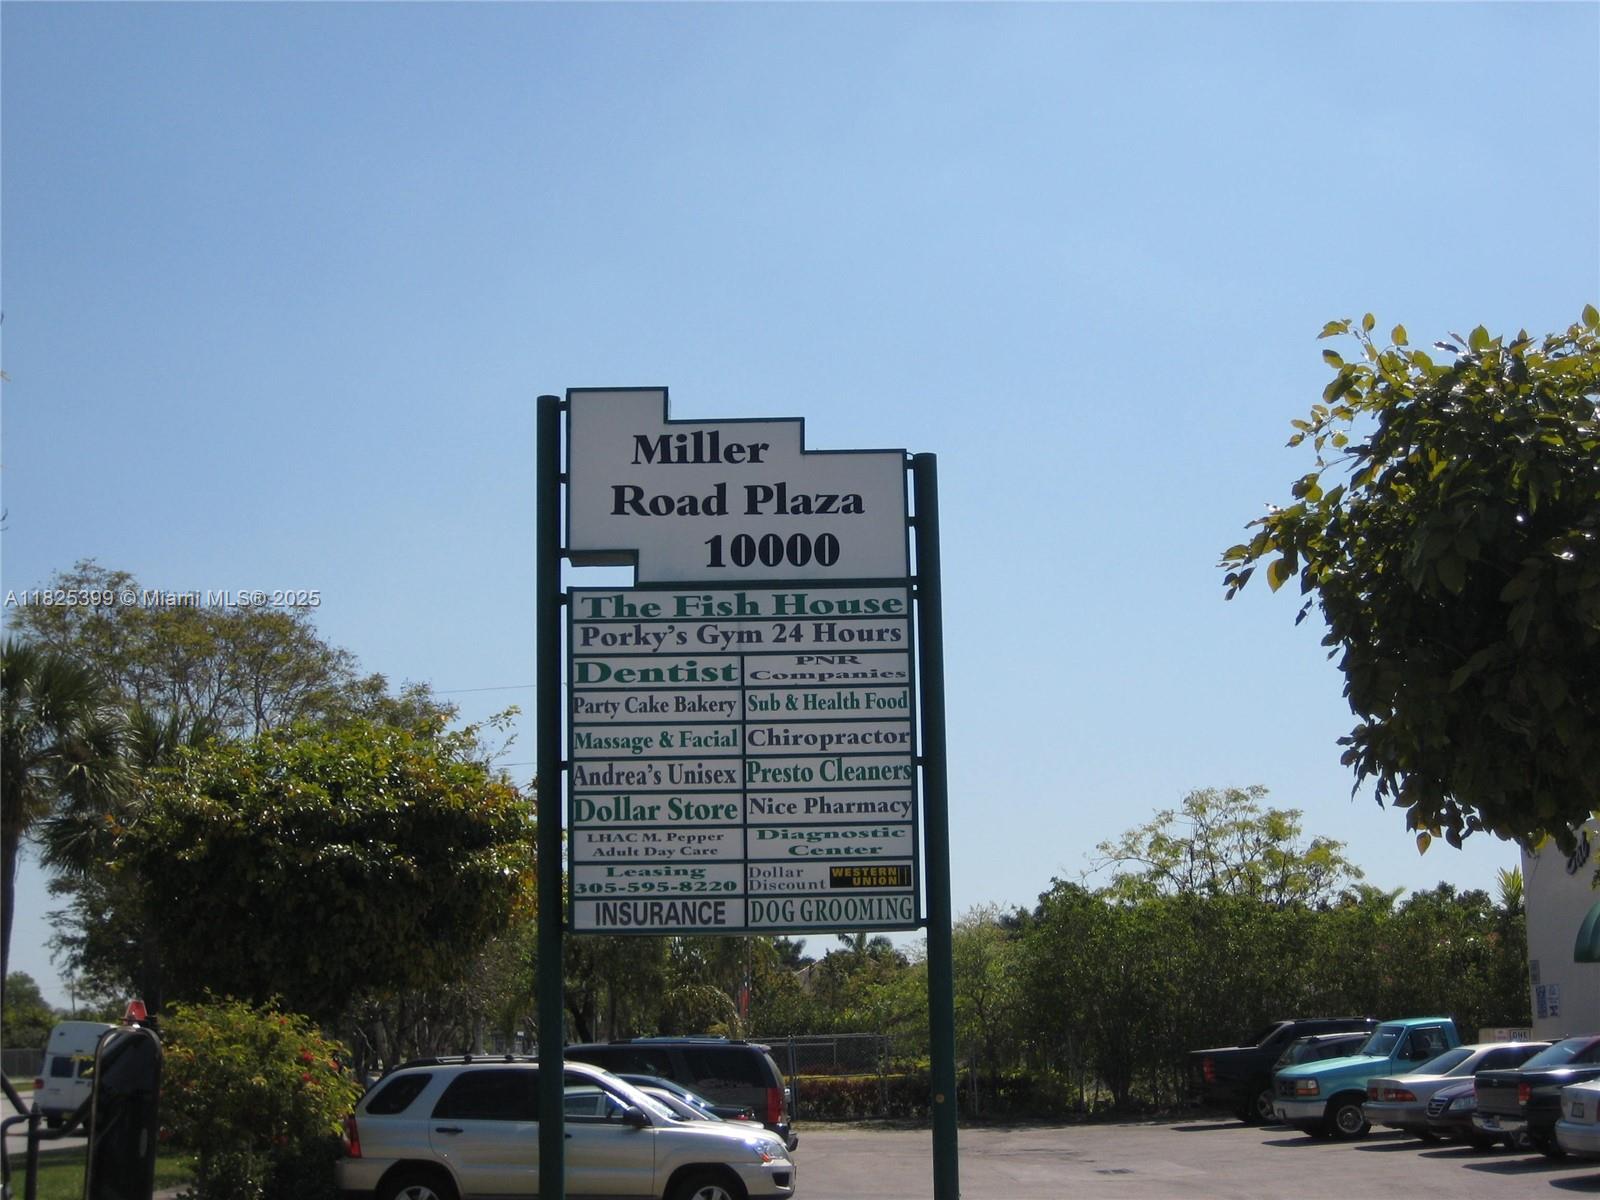 Miller
Road Plaza
10000
The Fish House
Porky's Gym 24 Hours
Dentist
PNR
Companies
Party Cake Bakery
Sub & Health Food
Massage & Facial
Chiropractor
Andrea's Unisex
Presto Cleaners
Dollar Store
Nice Pharmacy
LHAC M. Pepper
Adult Day Care
Diagnostic
Center
Leasing
305-595-8220
Dollar
Discount
WESTERN
UNION
INSURANCE
DOG GROOMING
A11825399 © Miami MLS® 2025